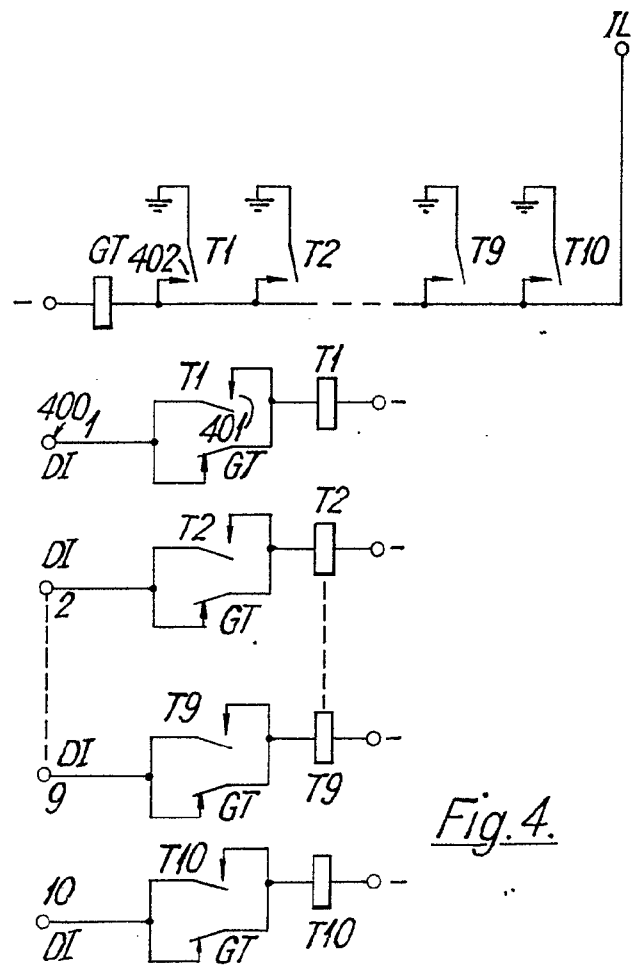 IL
GT 402 T1 T2 T9 T10
T1 T1
400 1 401
DI GT
T2 T2
DI
2 GT
T9
DI
9 GT T9
Fig. 4.
T10
10
DI GT T10